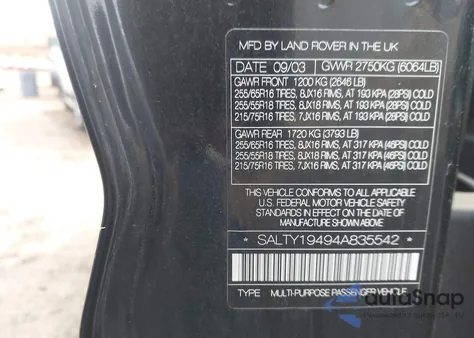 MFD BY LAND ROVER IN THE UK
DATE 09/03 GVWR 2750KG (6064LB)
GAWR FRONT 1200 KG (2646 LB)
255/65R16 TIRES, 8JX16 RIMS, AT 193 KPA (28PSI) COLD
255/55R18 TIRES, 8JX18 RIMS, AT 193 KPA (28PSI) COLD
215/75R16 TIRES, 7JX16 RIMS, AT 193 KPA (28PSI) COLD
GAWR REAR 1720 KG (3793 LB)
255/65R16 TIRES, 8JX16 RIMS, AT 317 KPA (46PSI) COLD
255/55R18 TIRES, 8JX18 RIMS, AT 317 KPA (46PSI) COLD
215/75R16 TIRES, 7JX16 RIMS, AT 317 KPA (46PSI) COLD
THIS VEHICLE CONFORMS TO ALL APPLICABLE
U.S. FEDERAL MOTOR VEHICLE SAFETY
STANDARDS IN EFFECT ON THE DATE OF
MANUFACTURE SHOWN ABOVE
* SALTY19494A835542 *
TYPE MULTI-PURPOSE PASSENGER VEHICLE
autoSnap